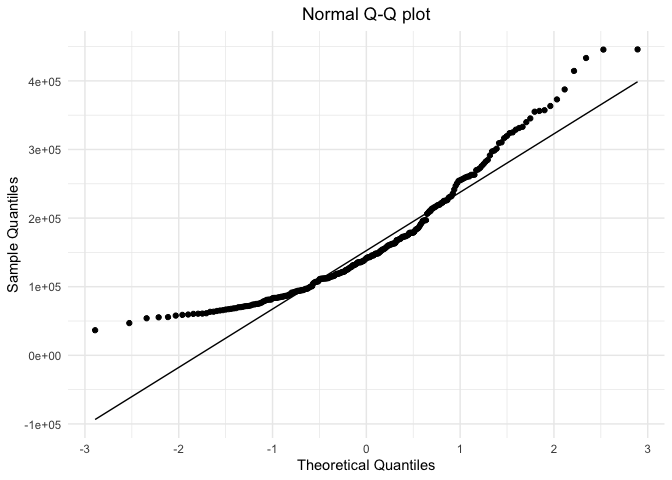 Normal Q-Q plot
4e+05
3e+05
2e+05
1e+05
0e+00
-1e+05
Sample Quantiles
-3 -2 -1 0 1 2 3
Theoretical Quantiles